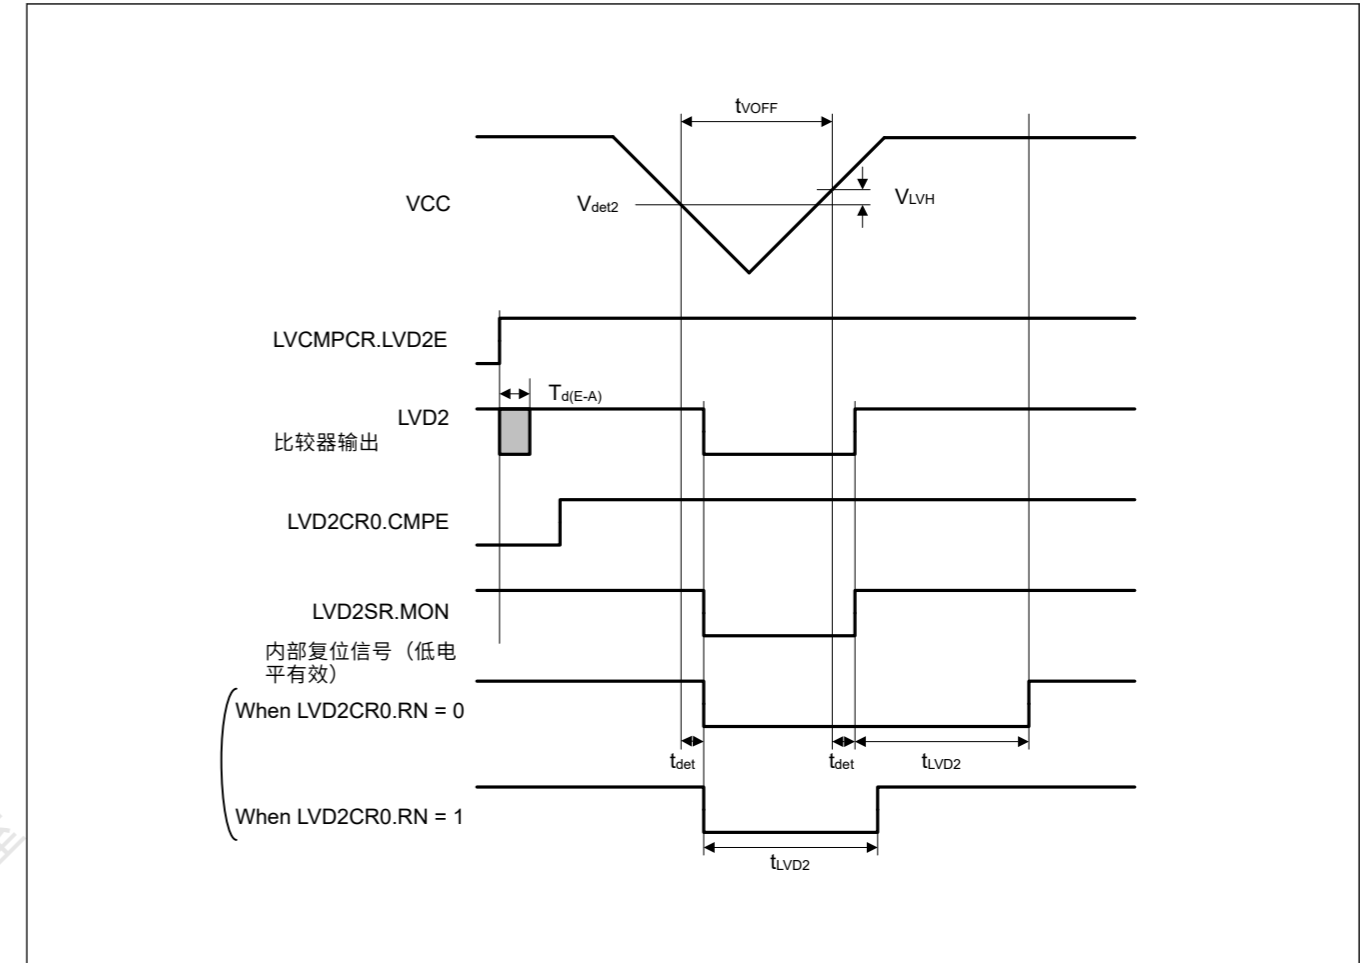 tVOFF
VCC
Vdet2
VLVH
LVCMPCR.LVD2E
Td(E-A)
LVD2
比较器输出
LVD2CR0.CMPE
LVD2SR.MON
内部复位信号（低电
平有效）
When LVD2CR0.RN = 0
tdet
tdet
tLVD2
When LVD2CR0.RN = 1
tLVD2